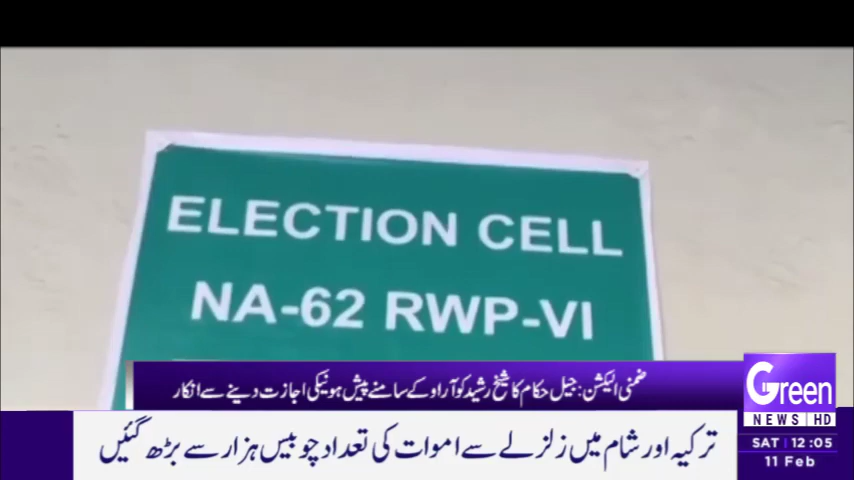 ELECTION CELL
NA-62 RWP-VI
ضمنی الیکشن: جیل حکام کا شیخ رشید کو آر او کے سامنے پیش ہونیکی اجازت دینے سے انکار
ترکیہ اور شام میں زلزلے سے اموات کی تعداد چوبیس ہزار سے بڑھ گئیں
Green
NEWS HD
SAT 12:05
11 Feb